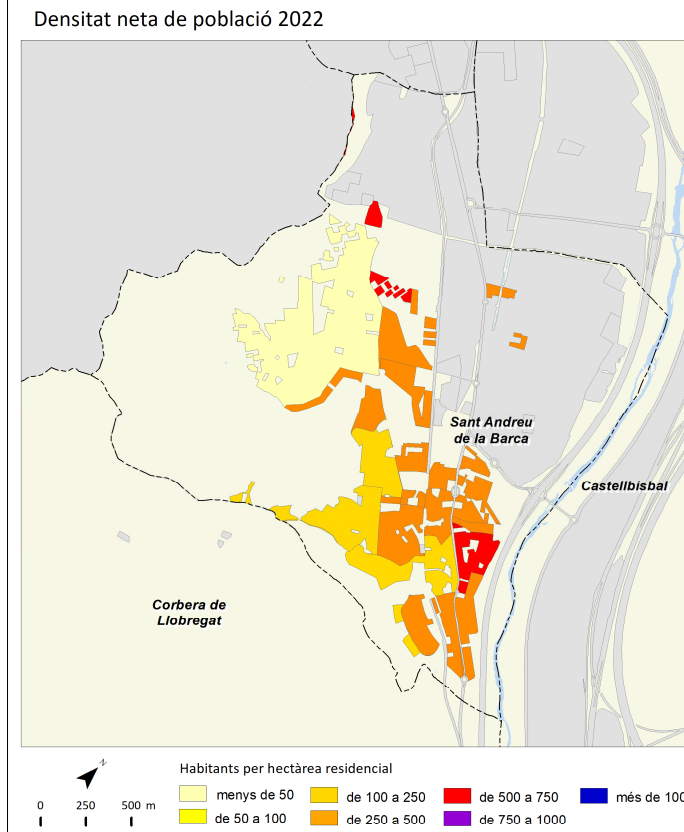 Densitat neta de població 2022
Sant Andreu
de la Barca
Castellbisbal
Corbera de
Llobregat
N
Habitants per hectàrea residencial
menys de 50
de 50 a 100
de 100 a 250
de 250 a 500
de 500 a 750
de 750 a 1000
més de 100
0 250 500 m